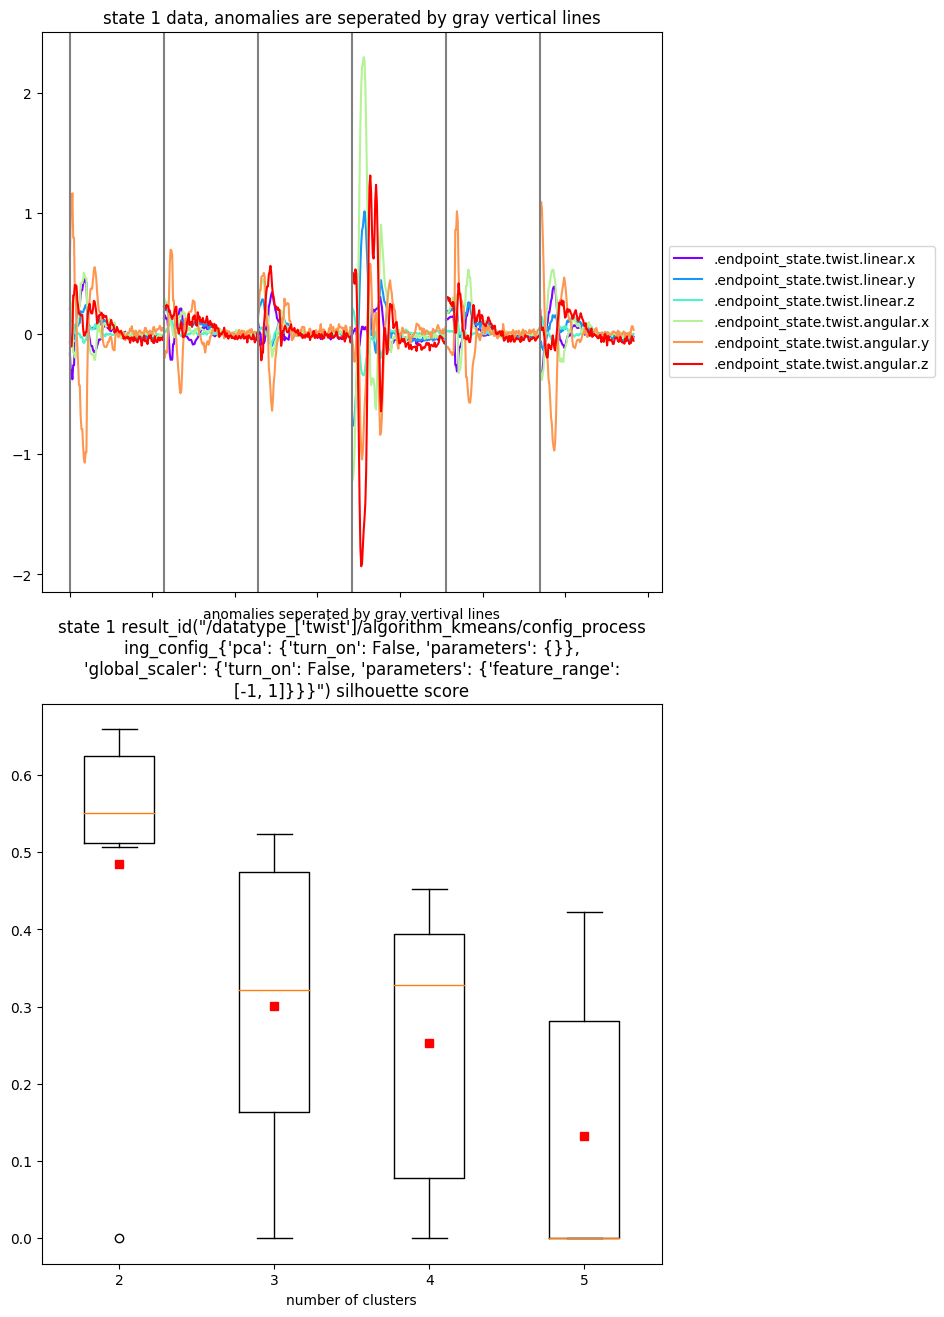 state 1 data, anomalies are seperated by gray vertical lines
2
1
0
−1
−2
.endpoint_state.twist.linear.x
.endpoint_state.twist.linear.y
.endpoint_state.twist.linear.z
.endpoint_state.twist.angular.x
.endpoint_state.twist.angular.y
.endpoint_state.twist.angular.z
anomalies seperated by gray vertival lines
state 1 result_id("/datatype_['twist']/algorithm_kmeans/config_process
ing_config_{'pca': {'turn_on': False, 'parameters': {}},
'global_scaler': {'turn_on': False, 'parameters': {'feature_range':
[-1, 1]}}}") silhouette score
0.6
0.5
0.4
0.3
0.2
0.1
0.0
2 3 4 5
number of clusters